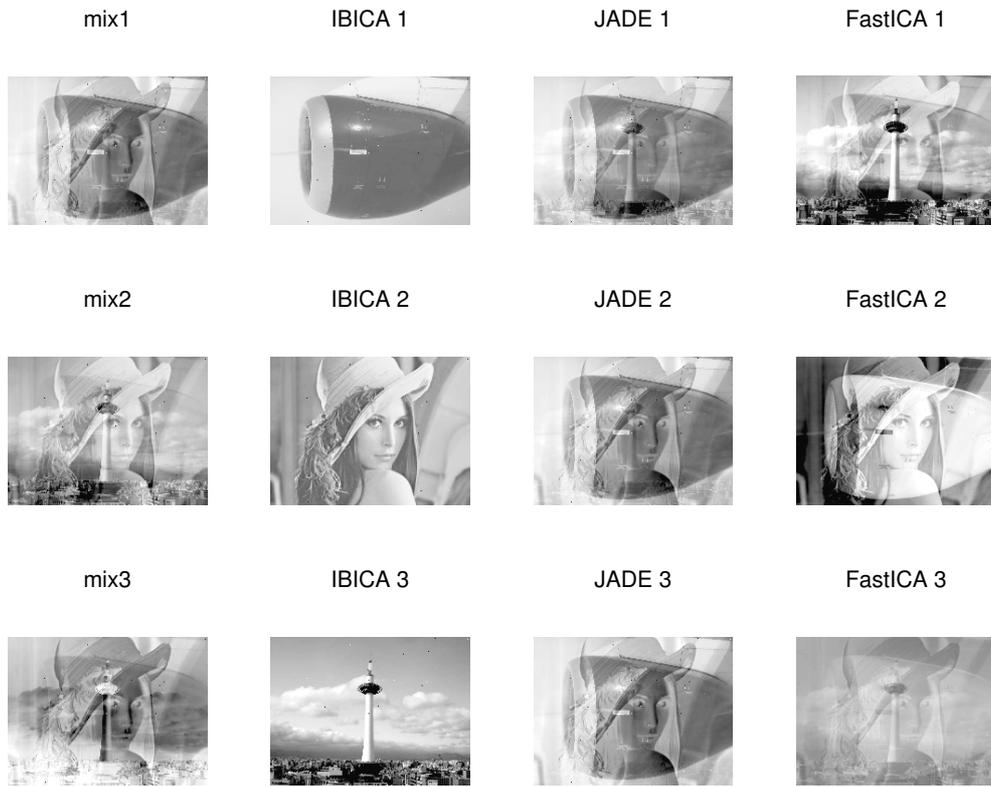 mix1 IBICA 1 JADE 1 FastICA 1
mix2 IBICA 2 JADE 2 FastICA 2
mix3 IBICA 3 JADE 3 FastICA 3